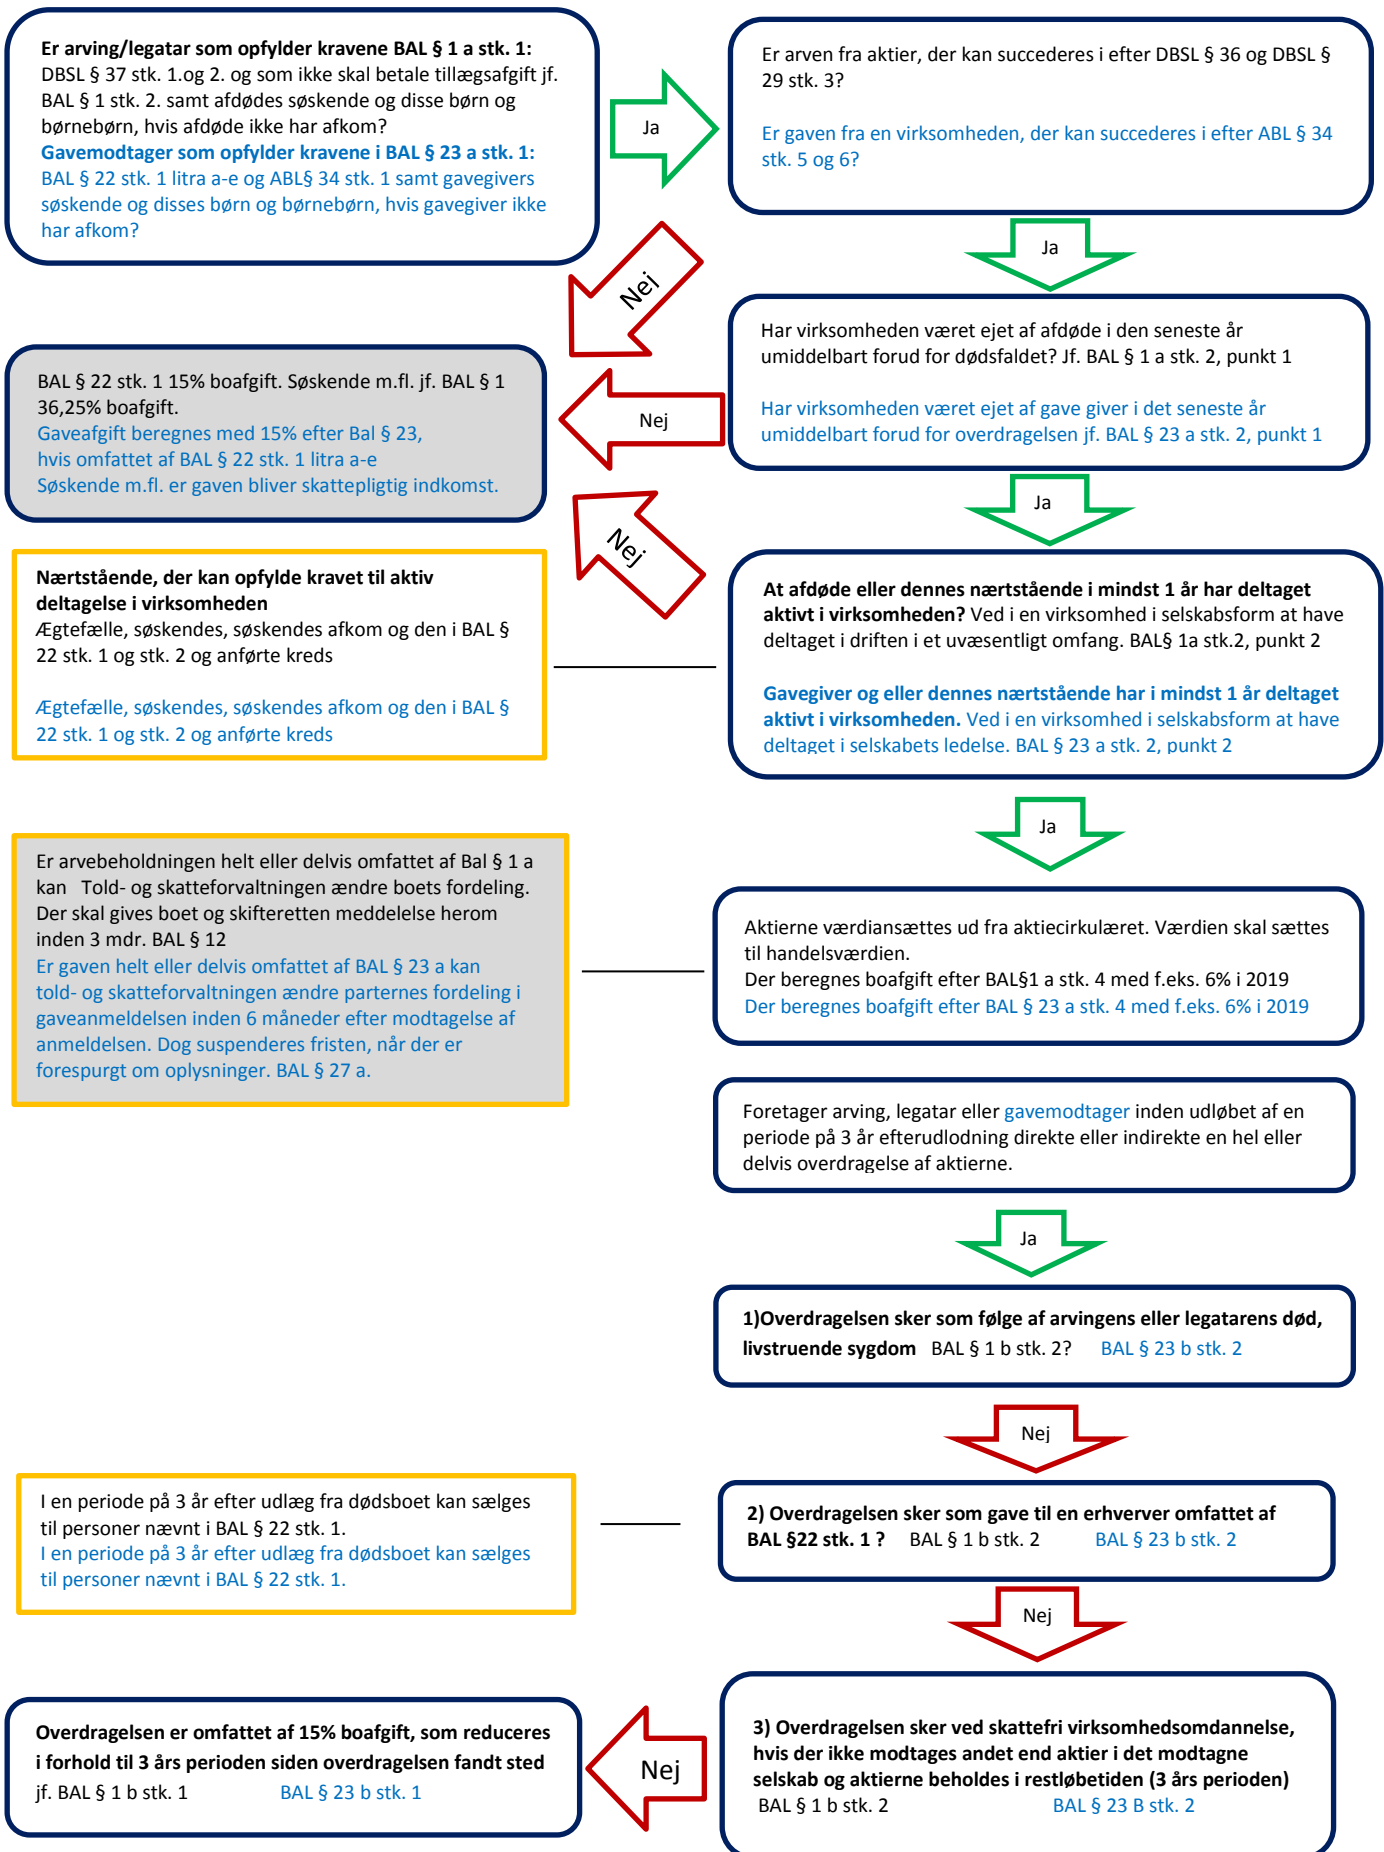 Er arving/legatar som opfylder kravene BAL § 1 a stk. 1:
DBSL § 37 stk. 1.og 2. og som ikke skal betale tillægsafgift jf.
BAL § 1 stk. 2. samt afdødes søskende og disse børn og
børnebørn, hvis afdøde ikke har afkom?
Gavemodtager som opfylder kravene i BAL § 23 a stk. 1:
BAL § 22 stk. 1 litra a-e og ABL§ 34 stk. 1 samt gavegivers
søskende og disses børn og børnebørn, hvis gavegiver ikke
har afkom?
Ja
Er arven fra aktier, der kan succederes i efter DBSL § 36 og DBSL §
29 stk. 3?
Er gaven fra en virksomheden, der kan succederes i efter ABL § 34
stk. 5 og 6?
Ja
Nej
Har virksomheden været ejet af afdøde i den seneste år
umiddelbart forud for dødsfaldet? Jf. BAL § 1 a stk. 2, punkt 1
Har virksomheden været ejet af gave giver i det seneste år
umiddelbart forud for overdragelsen jf. BAL § 23 a stk. 2, punkt 1
Nej
BAL § 22 stk. 1 15% boafgift. Søskende m.fl. jf. BAL § 1
36,25% boafgift.
Gaveafgift beregnes med 15% efter Bal § 23,
hvis omfattet af BAL § 22 stk. 1 litra a-e
Søskende m.fl. er gaven bliver skattepligtig indkomst.
Ja
Nej
Nærtstående, der kan opfylde kravet til aktiv
deltagelse i virksomheden
Ægtefælle, søskendes, søskendes afkom og den i BAL §
22 stk. 1 og stk. 2 og anførte kreds
Ægtefælle, søskendes, søskendes afkom og den i BAL §
22 stk. 1 og stk. 2 og anførte kreds
At afdøde eller dennes nærtstående i mindst 1 år har deltaget
aktivt i virksomheden? Ved i en virksomhed i selskabsform at have
deltaget i driften i et uvæsentligt omfang. BAL§ 1a stk.2, punkt 2
Gavegiver og eller dennes nærtstående har i mindst 1 år deltaget
aktivt i virksomheden. Ved i en virksomhed i selskabsform at have
deltaget i selskabets ledelse. BAL § 23 a stk. 2, punkt 2
Ja
Er arvebeholdningen helt eller delvis omfattet af Bal § 1 a
kan Told- og skatteforvaltningen ændre boets fordeling.
Der skal gives boet og skifteretten meddelelse herom
inden 3 mdr. BAL § 12
Er gaven helt eller delvis omfattet af BAL § 23 a kan
told- og skatteforvaltningen ændre parternes fordeling i
gaveanmeldelsen inden 6 måneder efter modtagelse af
anmeldelsen. Dog suspenderes fristen, når der er
forespurgt om oplysninger. BAL § 27 a.
Aktierne værdiansættes ud fra aktiecirkulæret. Værdien skal sættes
til handelsværdien.
Der beregnes boafgift efter BAL§1 a stk. 4 med f.eks. 6% i 2019
Der beregnes boafgift efter BAL § 23 a stk. 4 med f.eks. 6% i 2019
Foretager arving, legatar eller gavemodtager inden udløbet af en
periode på 3 år efterudlodning direkte eller indirekte en hel eller
delvis overdragelse af aktierne.
Ja
1)Overdragelsen sker som følge af arvingens eller legatarens død,
livstruende sygdom BAL § 1 b stk. 2? BAL § 23 b stk. 2
Nej
I en periode på 3 år efter udlæg fra dødsboet kan sælges
til personer nævnt i BAL § 22 stk. 1.
I en periode på 3 år efter udlæg fra dødsboet kan sælges
til personer nævnt i BAL § 22 stk. 1.
2) Overdragelsen sker som gave til en erhverver omfattet af
BAL §22 stk. 1 ? BAL § 1 b stk. 2 BAL § 23 b stk. 2
Nej
3) Overdragelsen sker ved skattefri virksomhedsomdannelse,
hvis der ikke modtages andet end aktier i det modtagne
selskab og aktierne beholdes i restløbetiden (3 års perioden)
BAL § 1 b stk. 2 BAL § 23 B stk. 2
Nej
Overdragelsen er omfattet af 15% boafgift, som reduceres
i forhold til 3 års perioden siden overdragelsen fandt sted
jf. BAL § 1 b stk. 1 BAL § 23 b stk. 1